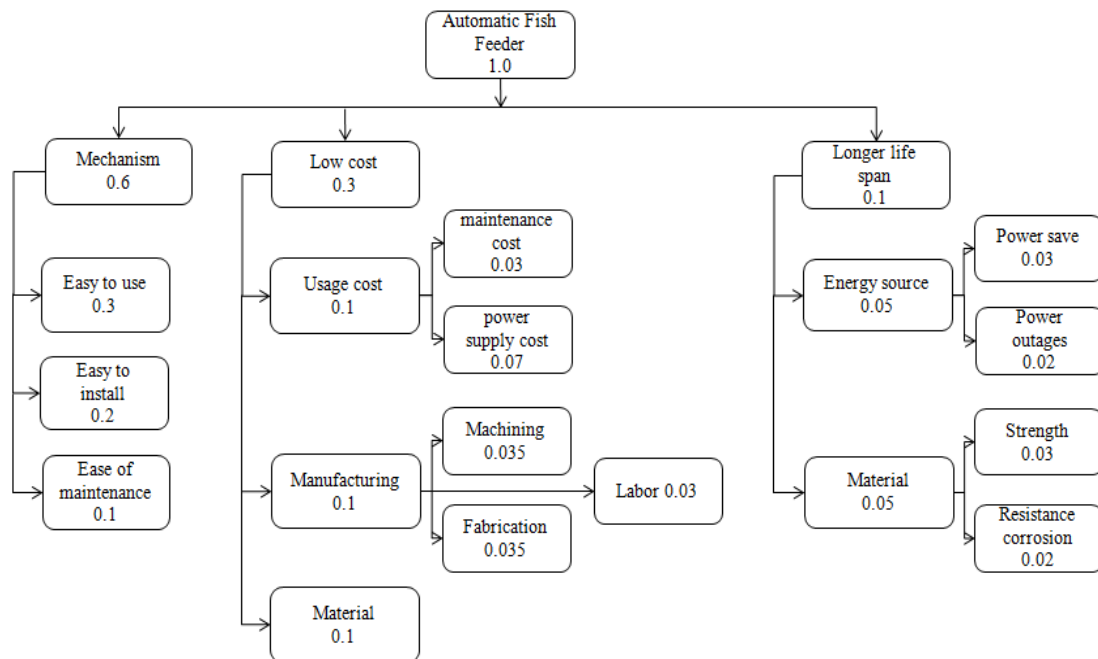 Automatic Fish
Feeder
1.0
Mechanism
0.6
Low cost
0.3
Longer life
span
0.1
Easy to use
0.3
Easy to
install
0.2
Ease of
maintenance
0.1
Usage cost
0.1
maintenance
cost
0.03
power
supply cost
0.07
Manufacturing
0.1
Machining
0.035
Labor 0.03
Fabrication
0.035
Material
0.1
Energy source
0.05
Power save
0.03
Power
outages
0.02
Material
0.05
Strength
0.03
Resistance
corrosion
0.02